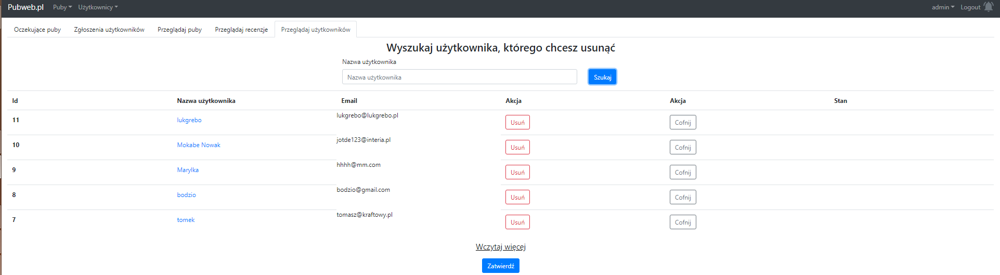 Pubweb.pl Puby Użytkownicy admin Logout
Oczekujące puby Zgłoszenia użytkowników Przeglądaj puby Przeglądaj recenzje Przeglądaj użytkowników
Wyszukaj użytkownika, którego chcesz usunąć
Nazwa użytkownika
Nazwa użytkownika Szukaj
Id Nazwa użytkownika Email Akcja Akcja Stan
11 lukgrebo lukgrebo@lukgrebo.pl Usuń Cofnij
10 Mokabe Nowak jotde123@interia.pl Usuń Cofnij
9 Marylka hhhh@mm.com Usuń Cofnij
8 bodzio bodzio@gmail.com Usuń Cofnij
7 tomek tomasz@kraftowy.pl Usuń Cofnij
Wczytaj więcej
Zatwierdź